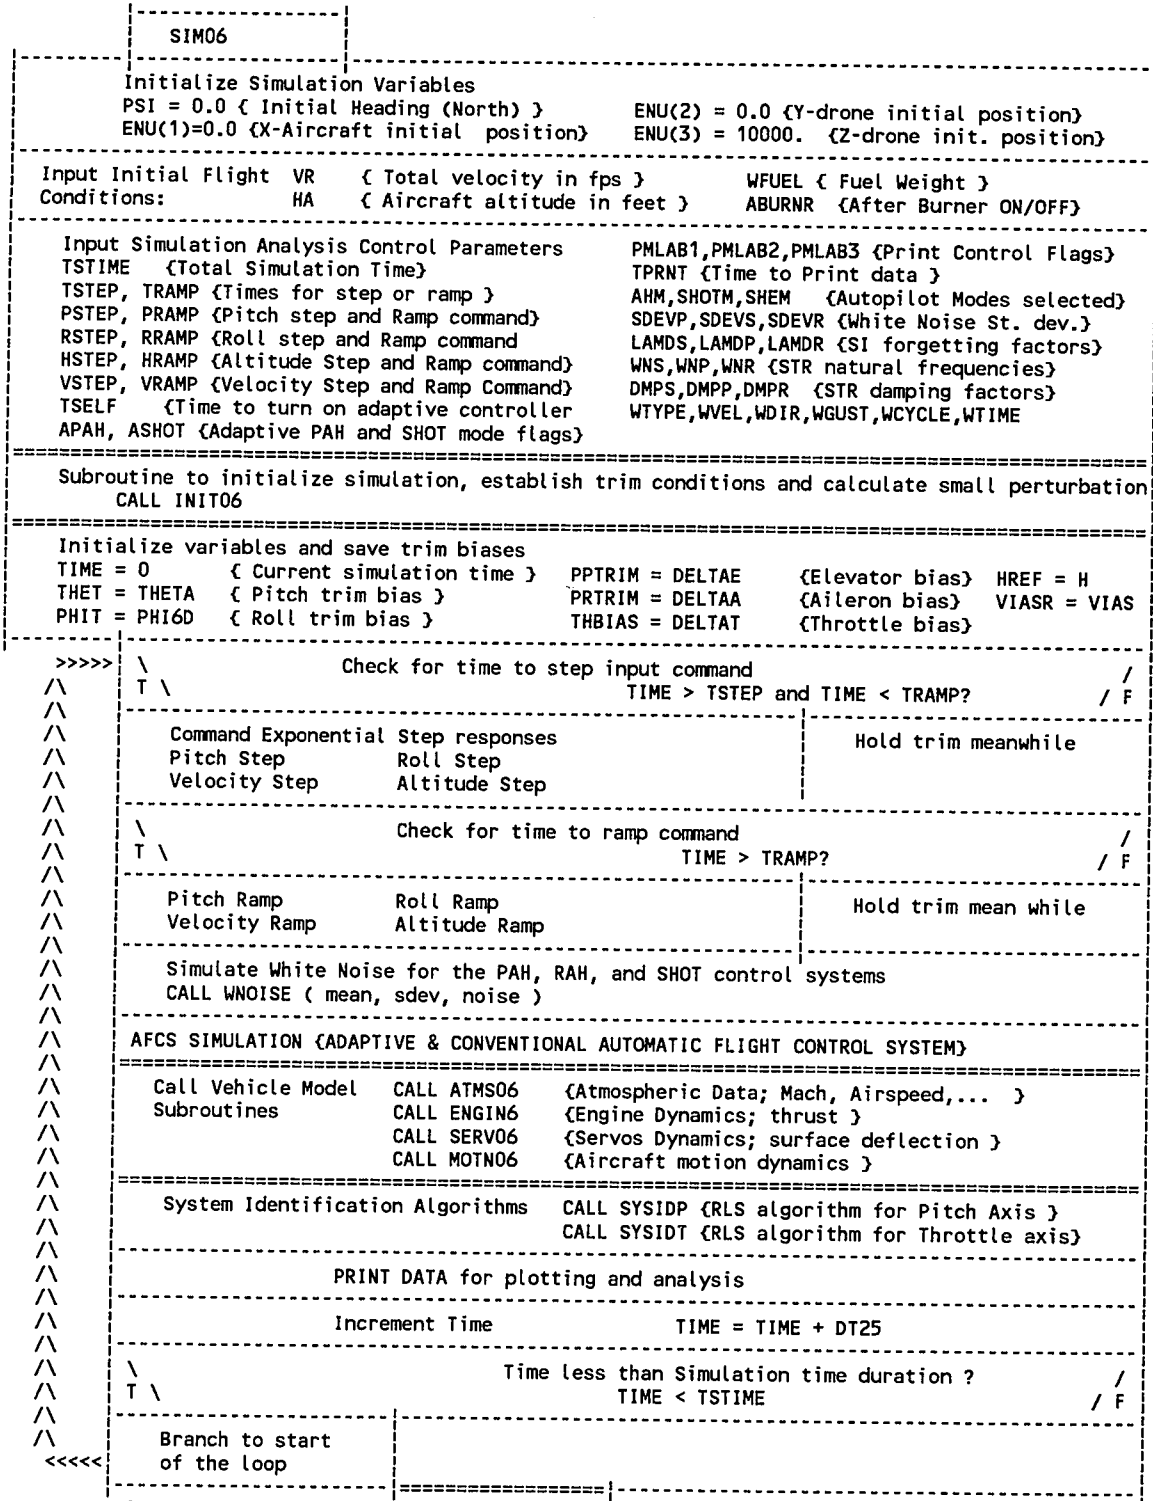 SIM06
Initialize Simulation Variables
PSI = 0.0 { Initial Heading (North) } ENU(2) = 0.0 {Y-drone initial position}
ENU(1)=0.0 {X-Aircraft initial position} ENU(3) = 10000. {Z-drone init. position}
Input Initial Flight VR { Total velocity in fps } WFUEL { Fuel Weight }
Conditions: HA { Aircraft altitude in feet } ABURNR {After Burner ON/OFF}
Input Simulation Analysis Control Parameters PMLAB1,PMLAB2,PMLAB3 {Print Control Flags}
TSTIME {Total Simulation Time} TPRNT {Time to Print data }
TSTEP, TRAMP {Times for step or ramp } AHM,SHOTM,SHEM {Autopilot Modes selected}
PSTEP, PRAMP {Pitch step and Ramp command} SDEVP,SDEVS,SDEVR {White Noise St. dev.}
RSTEP, RRAMP {Roll step and Ramp command LAMDS,LAMDP,LAMDR {SI forgetting factors}
HSTEP, HRAMP {Altitude Step and Ramp command} WNS,WNP,WNR {STR natural frequencies}
VSTEP, VRAMP {Velocity Step and Ramp Command} DMPS,DMPP,DMPR {STR damping factors}
TSELF {Time to turn on adaptive controller WTYPE,WVEL,WDIR,WGUST,WCYCLE,WTIME
APAH, ASHOT {Adaptive PAH and SHOT mode flags}
Subroutine to initialize simulation, establish trim conditions and calculate small perturbation
CALL INIT06
Initialize variables and save trim biases
TIME = 0 { Current simulation time } PPTRIM = DELTAE {Elevator bias} HREF = H
THET = THETA { Pitch trim bias } PRTRIM = DELTAA {Aileron bias} VIASR = VIAS
PHIT = PHI6D { Roll trim bias } THBIAS = DELTAT {Throttle bias}
>>>>> \ Check for time to step input command /
T \ TIME > TSTEP and TIME < TRAMP? / F
Command Exponential Step responses Hold trim meanwhile
Pitch Step Roll Step
Velocity Step Altitude Step
\ Check for time to ramp command /
T \ TIME > TRAMP? / F
Pitch Ramp Roll Ramp Hold trim mean while
Velocity Ramp Altitude Ramp
Simulate White Noise for the PAH, RAH, and SHOT control systems
CALL WNOISE ( mean, sdev, noise )
AFCS SIMULATION {ADAPTIVE & CONVENTIONAL AUTOMATIC FLIGHT CONTROL SYSTEM}
Call Vehicle Model CALL ATMS06 {Atmospheric Data; Mach, Airspeed,... }
Subroutines CALL ENGIN6 {Engine Dynamics; thrust }
CALL SERV06 {Servos Dynamics; surface deflection }
CALL MOTN06 {Aircraft motion dynamics }
System Identification Algorithms CALL SYSIDP {RLS algorithm for Pitch Axis }
CALL SYSIDT {RLS algorithm for Throttle axis}
PRINT DATA for plotting and analysis
Increment Time TIME = TIME + DT25
\ Time less than Simulation time duration ? /
T \ TIME < TSTIME / F
Branch to start
<<<<< of the loop